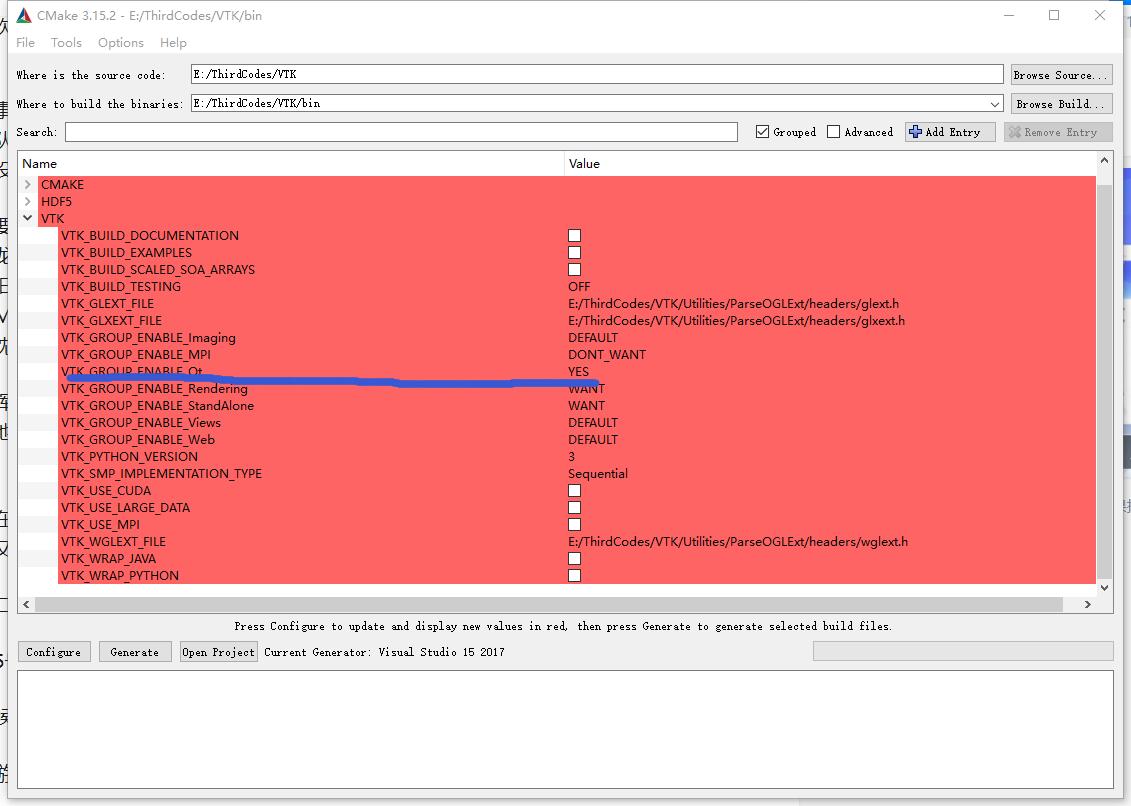 CMake 3.15.2 - E:/ThirdCodes/VTK/bin
File Tools Options Help
Where is the source code: E:/ThirdCodes/VTK Browse Source...
Where to build the binaries: E:/ThirdCodes/VTK/bin Browse Build...
Search: Grouped Advanced Add Entry Remove Entry
Name Value
CMAKE
HDF5
VTK
VTK_BUILD_DOCUMENTATION
VTK_BUILD_EXAMPLES
VTK_BUILD_SCALED_SOA_ARRAYS
VTK_BUILD_TESTING OFF
VTK_GLEXT_FILE E:/ThirdCodes/VTK/Utilities/ParseOGLExt/headers/glext.h
VTK_GLXEXT_FILE E:/ThirdCodes/VTK/Utilities/ParseOGLExt/headers/glxext.h
VTK_GROUP_ENABLE_Imaging DEFAULT
VTK_GROUP_ENABLE_MPI DONT_WANT
VTK_GROUP_ENABLE_Qt YES
VTK_GROUP_ENABLE_Rendering WANT
VTK_GROUP_ENABLE_StandAlone WANT
VTK_GROUP_ENABLE_Views DEFAULT
VTK_GROUP_ENABLE_Web DEFAULT
VTK_PYTHON_VERSION 3
VTK_SMP_IMPLEMENTATION_TYPE Sequential
VTK_USE_CUDA
VTK_USE_LARGE_DATA
VTK_USE_MPI
VTK_WGLEXT_FILE E:/ThirdCodes/VTK/Utilities/ParseOGLExt/headers/wglext.h
VTK_WRAP_JAVA
VTK_WRAP_PYTHON
Press Configure to update and display new values in red, then press Generate to generate selected build files.
Configure Generate Open Project Current Generator: Visual Studio 15 2017